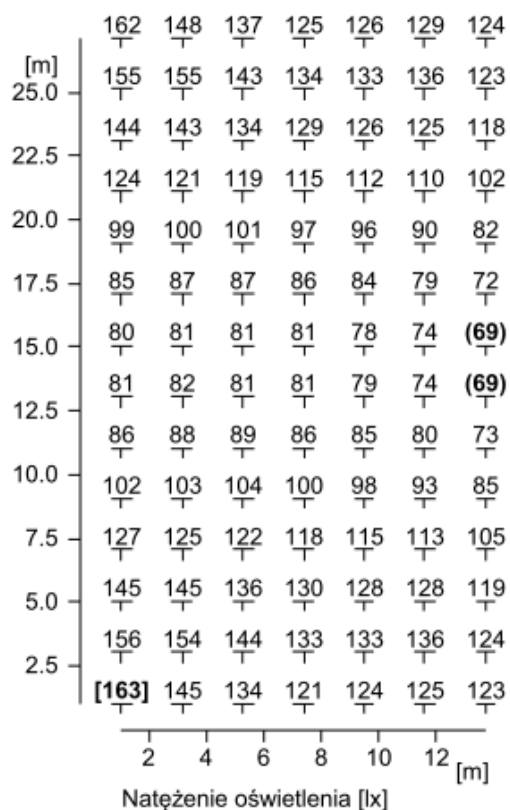 162 148 137 125 126 129 124
[m]
155 155 143 134 133 136 123
25.0
144 143 134 129 126 125 118
22.5
124 121 119 115 112 110 102
20.0
99 100 101 97 96 90 82
17.5
85 87 87 86 84 79 72
80 81 81 81 78 74 (69)
15.0
81 82 81 81 79 74 (69)
12.5
86 88 89 86 85 80 73
10.0
102 103 104 100 98 93 85
7.5
127 125 122 118 115 113 105
145 145 136 130 128 128 119
5.0
156 154 144 133 133 136 124
2.5
[163] 145 134 121 124 125 123
2 4 6 8 10 12 [m]
Natężenie oświetlenia [lx]